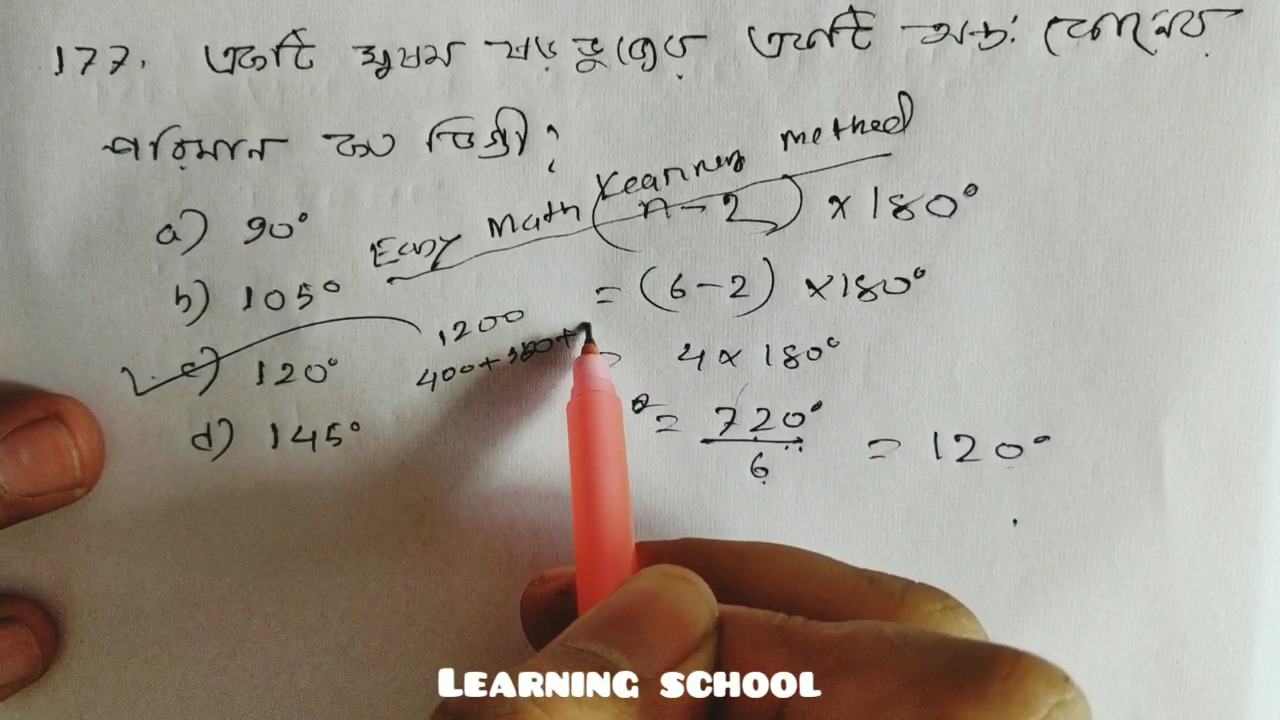 177. একটি সুষম ষড়ভুজের একটি অন্ত: কোনের
পরিমান কত ডিগ্রী?
Easy Math Learning method
a) 90°
b) 105°
c) 120°
d) 145°
(n-2) × 180°
= (6-2) × 180°
4 × 180°
= 720° / 6 = 120°
1200
400+
LEARNING SCHOOL